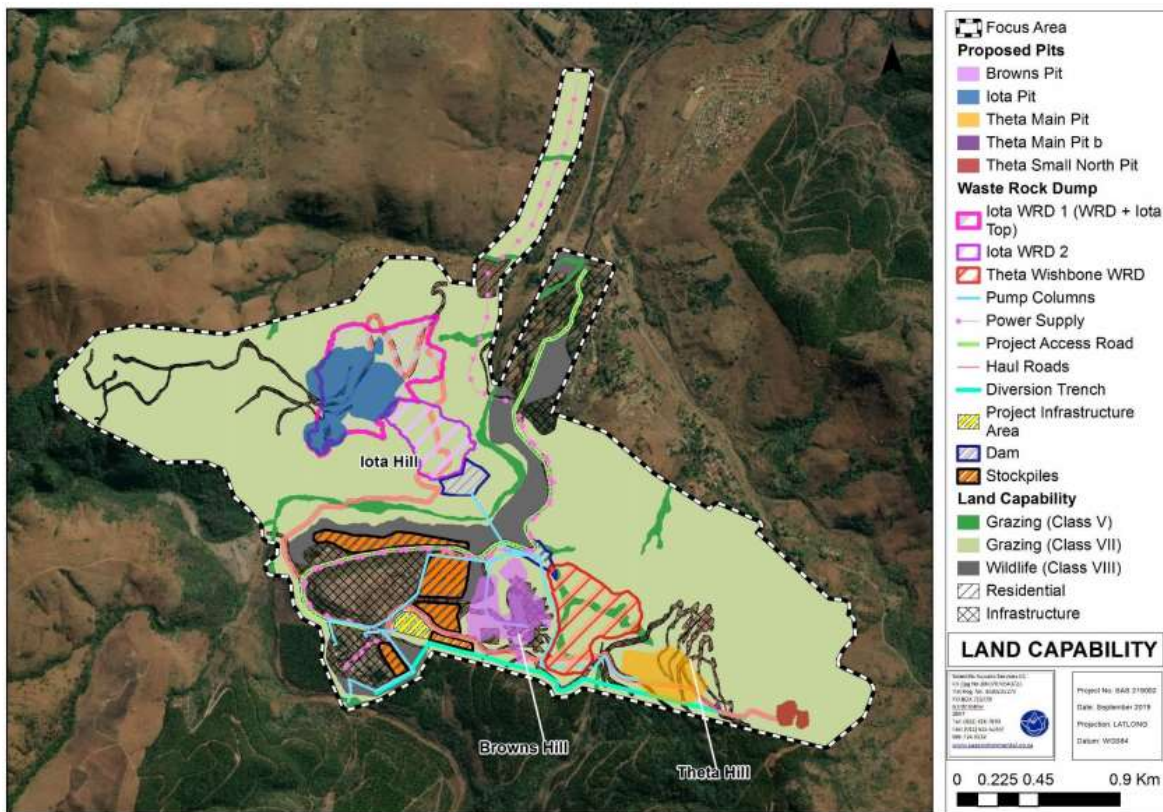 Iota Hill
Browns Hill
Theta Hill
Focus Area
Proposed Pits
Browns Pit
Iota Pit
Theta Main Pit
Theta Main Pit b
Theta Small North Pit
Waste Rock Dump
Iota WRD 1 (WRD + Iota
Top)
Iota WRD 2
Theta Wishbone WRD
Pump Columns
Power Supply
Project Access Road
Haul Roads
Diversion Trench
Project Infrastructure
Area
Dam
Stockpiles
Land Capability
Grazing (Class V)
Grazing (Class VII)
Wildlife (Class VIII)
Residential
Infrastructure
LAND CAPABILITY
Scientific Aquatic Services CC
Project No: SAS 219002
Date: September 2019
Projection: LATLONG
Datum: WGS84
0 0.225 0.45 0.9 Km